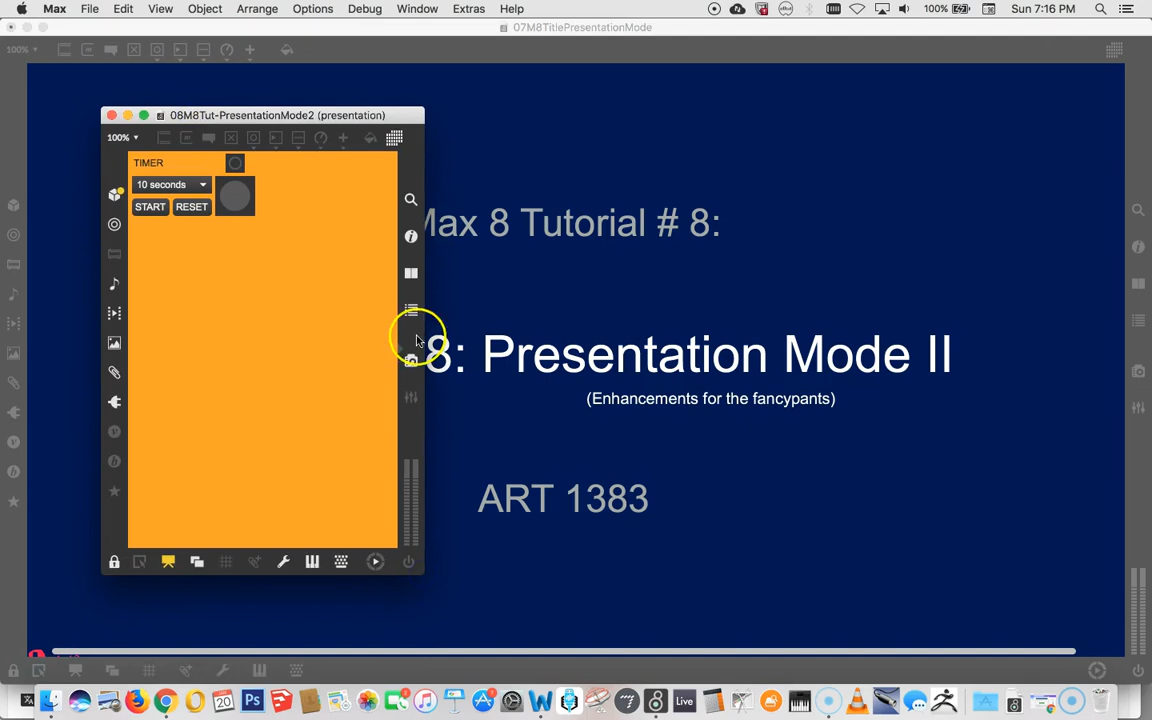 Max File Edit View Object Arrange Options Debug Window Extras Help 100% Sun 7:16 PM
07M8TitlePresentationMode
100%
08M8Tut-PresentationMode2 (presentation)
100%
TIMER
10 seconds
START RESET
Max 8 Tutorial # 8:
8: Presentation Mode II
(Enhancements for the fancypants)
ART 1383